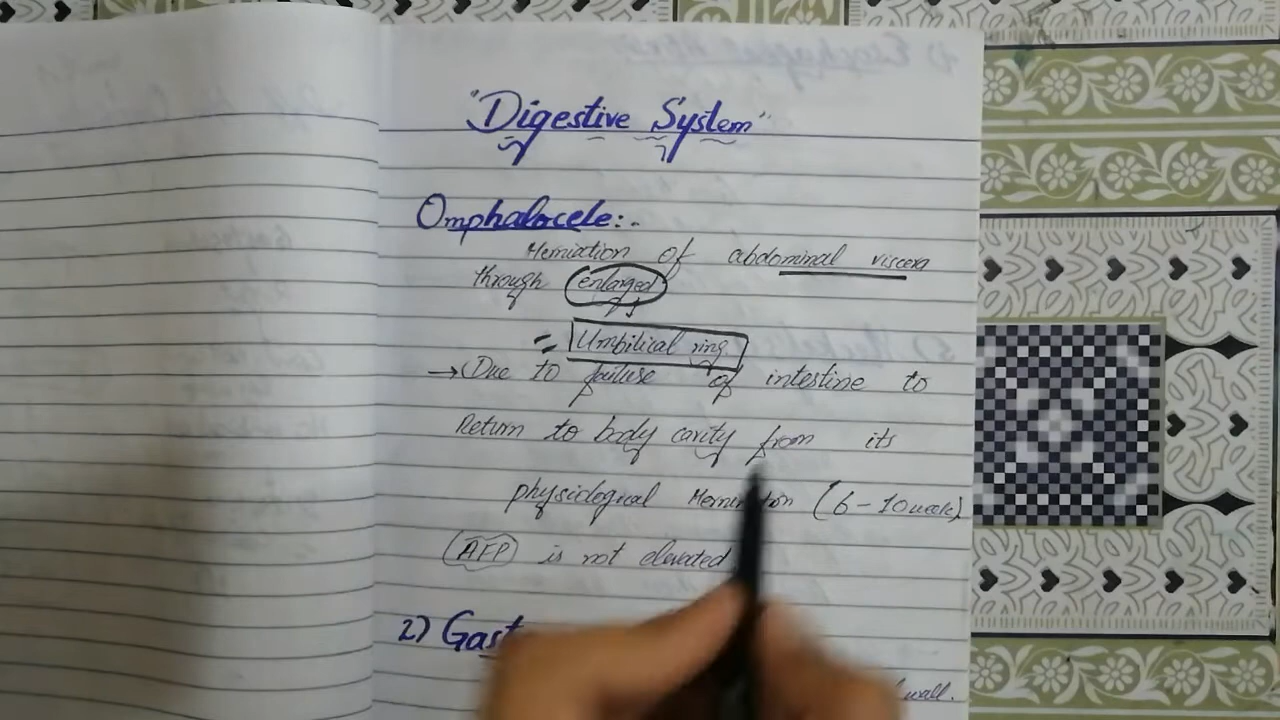 "Digestive System"
Omphalocele:-
Herniation of abdominal viscera
through enlarged
= Umbilical ring
→ Due to failure of intestine to
Return to body cavity from its
physiological Herniation (6-10 week)
AFP is not elevated
2) Gast
wall.